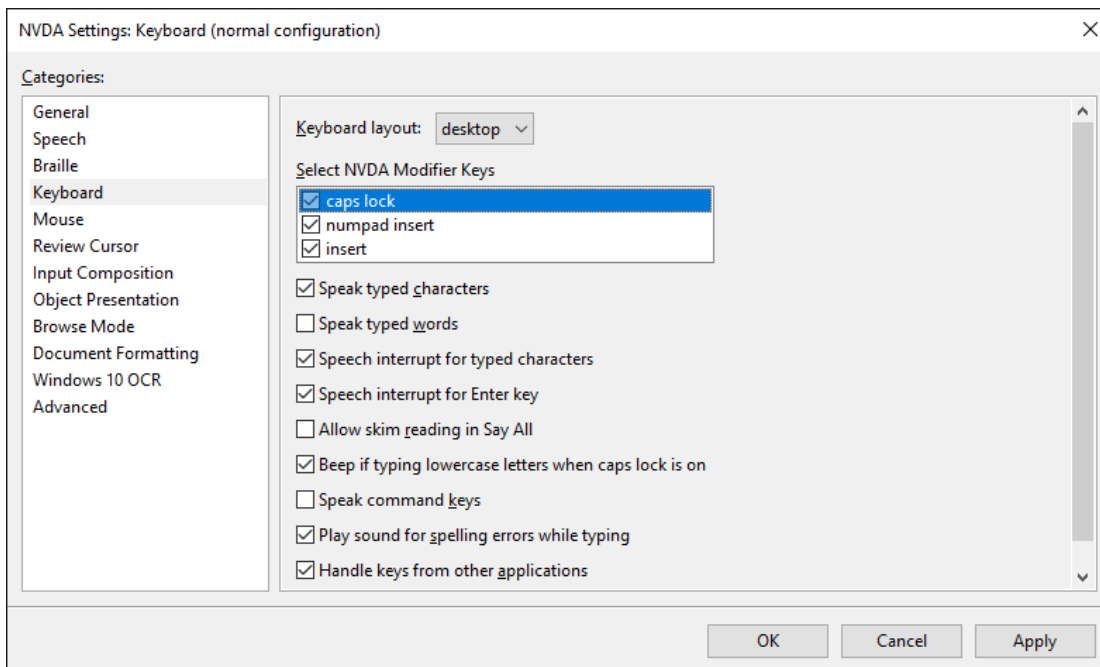 NVDA Settings: Keyboard (normal configuration)
Categories:
General
Speech
Braille
Keyboard
Mouse
Review Cursor
Input Composition
Object Presentation
Browse Mode
Document Formatting
Windows 10 OCR
Advanced
Keyboard layout: desktop
Select NVDA Modifier Keys
caps lock
numpad insert
insert
Speak typed characters
Speak typed words
Speech interrupt for typed characters
Speech interrupt for Enter key
Allow skim reading in Say All
Beep if typing lowercase letters when caps lock is on
Speak command keys
Play sound for spelling errors while typing
Handle keys from other applications
OK Cancel Apply